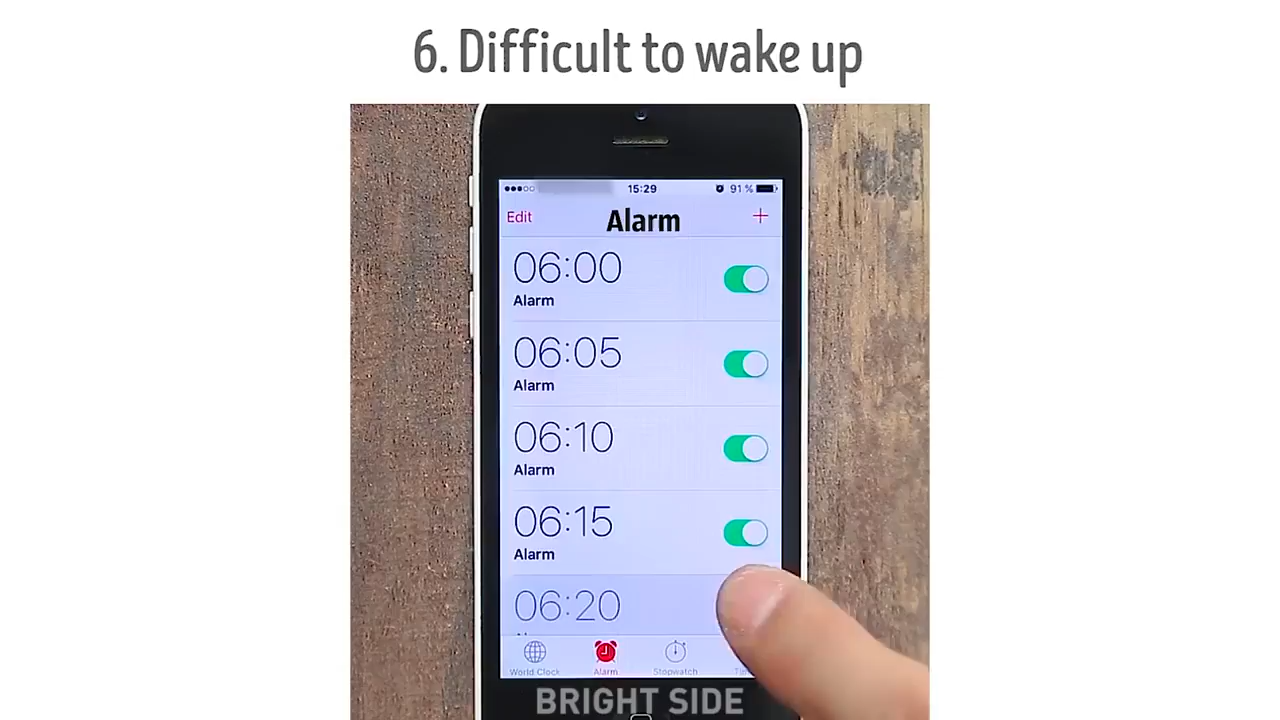 6. Difficult to wake up
15:29
91 %
Edit
Alarm
+
06:00
Alarm
06:05
Alarm
06:10
Alarm
06:15
Alarm
06:20
World Clock
Alarm
Stopwatch
BRIGHT SIDE